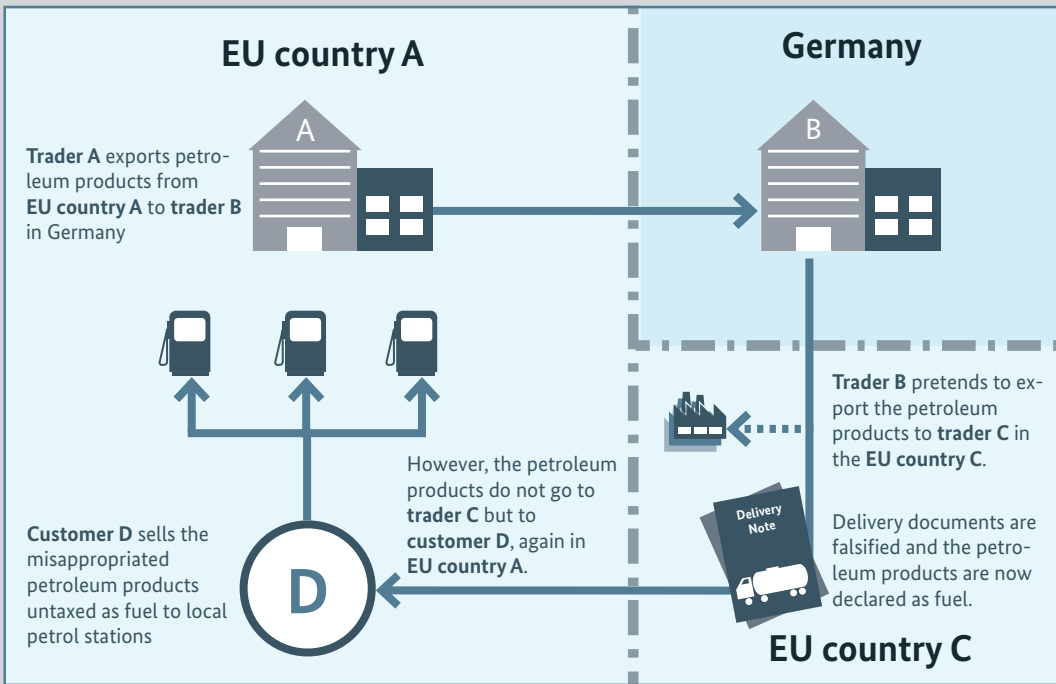 EU country A
Germany
A
B
Trader A exports petro-
leum products from
EU country A to trader B
in Germany
Trader B pretends to ex-
port the petroleum
products to trader C in
the EU country C.
However, the petroleum
products do not go to
trader C but to
customer D, again in
EU country A.
Delivery
Note
Delivery documents are
falsified and the petro-
leum products are now
declared as fuel.
Customer D sells the
misappropriated
petroleum products
untaxed as fuel to local
petrol stations
D
EU country C